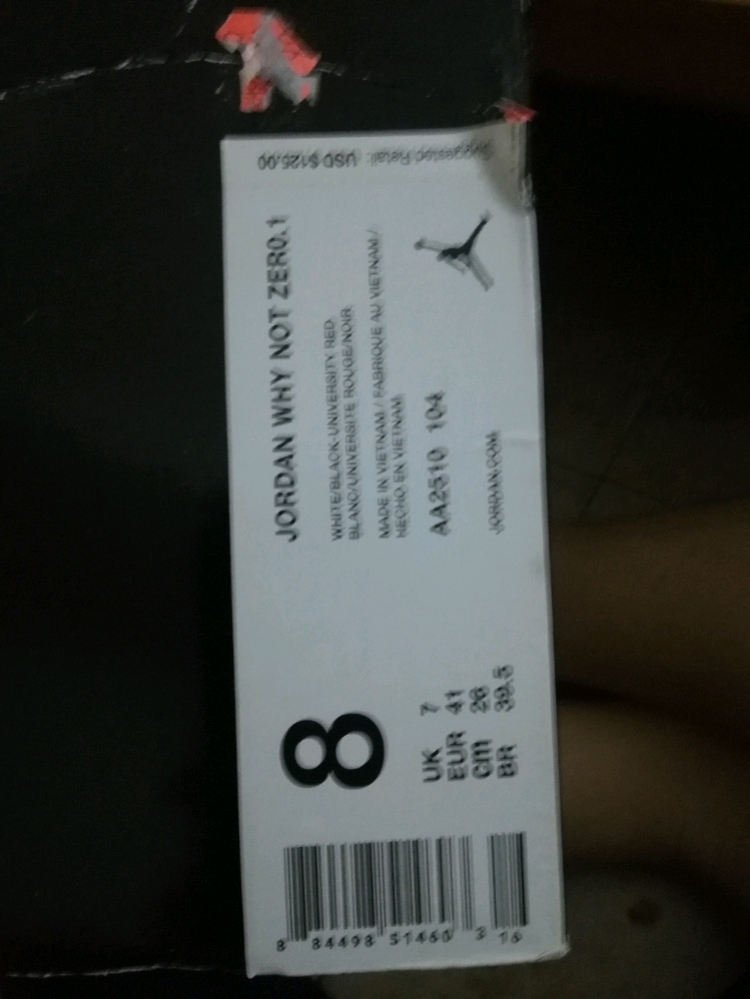 Suggested Retail: USD $125.00
JORDAN WHY NOT ZER0.1
WHITE/BLACK-UNIVERSITY RED
BLANC/UNIVERSITE ROUGE/NOIR
MADE IN VIETNAM / FABRIQUE AU VIETNAM /
HECHO EN VIETNAM
AA2510 104
JORDAN.COM
8
UK 7
EUR 41
cm 26
BR 39.5
8 84498 51460 3 16